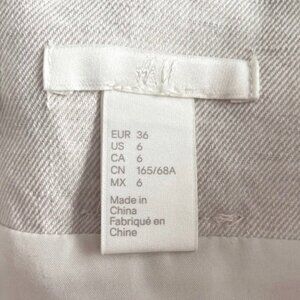 H&M
EUR 36
US 6
CA 6
CN 165/68A
MX 6
Made in
China
Fabriqué en
Chine